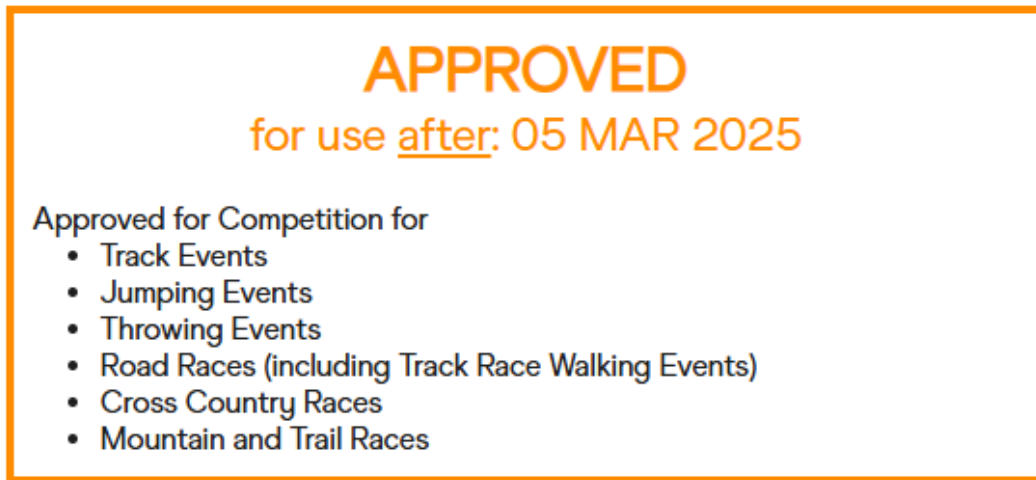 APPROVED
for use after: 05 MAR 2025
Approved for Competition for
• Track Events
• Jumping Events
• Throwing Events
• Road Races (including Track Race Walking Events)
• Cross Country Races
• Mountain and Trail Races